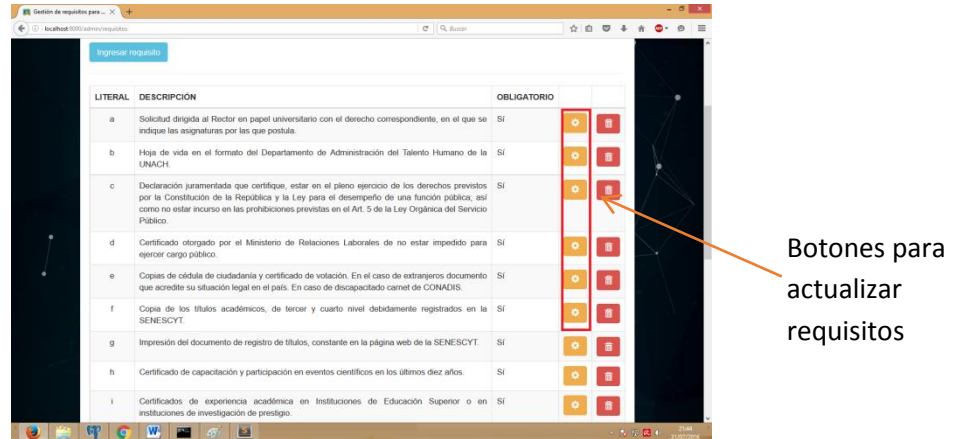 Gestión de requisitos para ...
localhost:8000/admin/requisitos
Buscar
Ingresar requisito
LITERAL DESCRIPCIÓN OBLIGATORIO
a Solicitud dirigida al Rector en papel universitario con el derecho correspondiente, en el que se Sí
indique las asignaturas por las que postula.
b Hoja de vida en el formato del Departamento de Administración del Talento Humano de la Sí
UNACH.
c Declaración juramentada que certifique, estar en el pleno ejercicio de los derechos previstos Sí
por la Constitución de la República y la Ley para el desempeño de una función pública; así
como no estar incurso en las prohibiciones previstas en el Art. 5 de la Ley Orgánica del Servicio
Público.
d Certificado otorgado por el Ministerio de Relaciones Laborales de no estar impedido para Sí
ejercer cargo público.
e Copias de cédula de ciudadanía y certificado de votación. En el caso de extranjeros documento Sí
que acredite su situación legal en el país. En caso de discapacitado carnet de CONADIS.
f Copia de los títulos académicos, de tercer y cuarto nivel debidamente registrados en la Sí
SENESCYT.
g Impresión del documento de registro de títulos, constante en la página web de la SENESCYT. Sí
h Certificado de capacitación y participación en eventos científicos en los últimos diez años. Sí
i Certificados de experiencia académica en Instituciones de Educación Superior o en Sí
instituciones de investigación de prestigio.
Botones para
actualizar
requisitos
21:44
21/07/2016